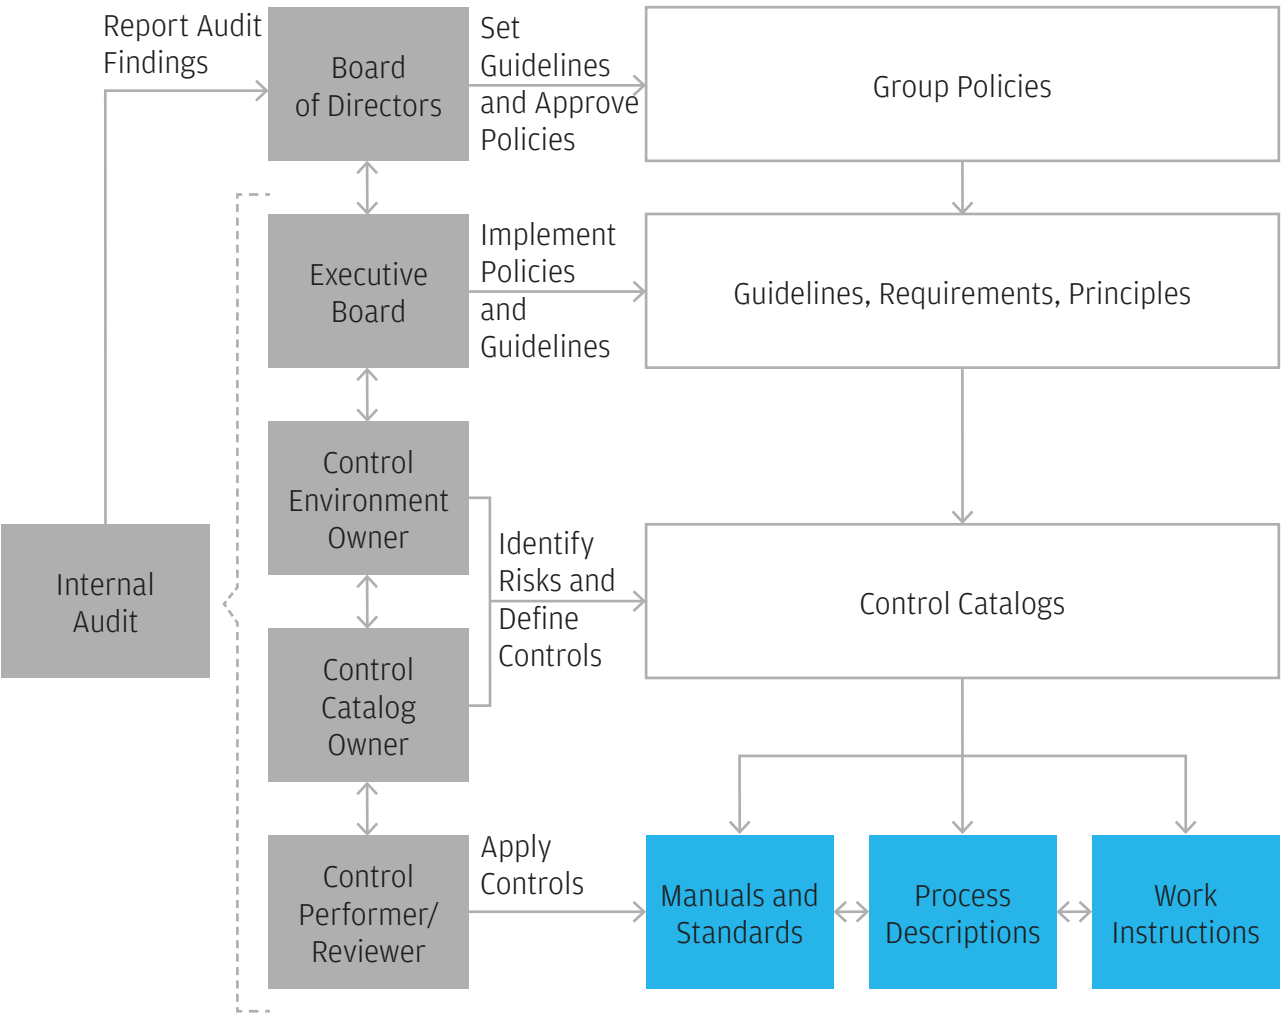 Report Audit
Findings
Board
of Directors
Set
Guidelines
and Approve
Policies
Group Policies
Executive
Board
Implement
Policies
and
Guidelines
Guidelines, Requirements, Principles
Control
Environment
Owner
Internal
Audit
Identify
Risks and
Define
Controls
Control Catalogs
Control
Catalog
Owner
Control
Performer/
Reviewer
Apply
Controls
Manuals and
Standards
Process
Descriptions
Work
Instructions